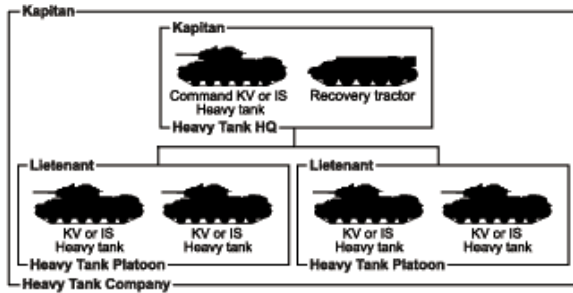 Kapitan
Kapitan
Command KV or IS
Heavy tank
Recovery tractor
Heavy Tank HQ
Lietenant
KV or IS
Heavy tank
KV or IS
Heavy tank
Heavy Tank Platoon
Lietenant
KV or IS
Heavy tank
KV or IS
Heavy tank
Heavy Tank Platoon
Heavy Tank Company